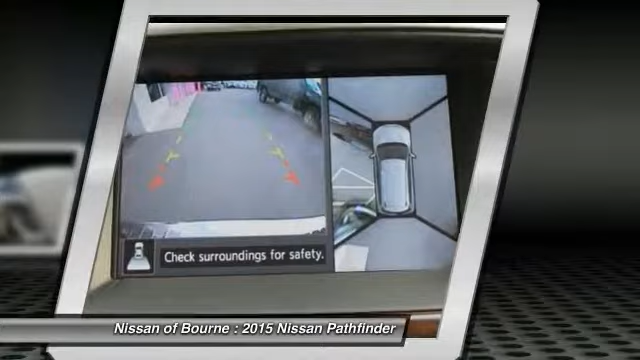 Check surroundings for safety.
Nissan of Bourne : 2015 Nissan Pathfinder